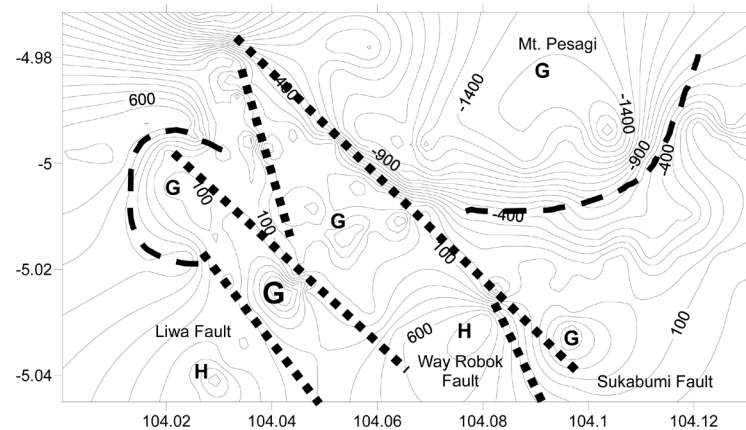 -4.98
-5
-5.02
-5.04
104.02
104.04
104.06
104.08
104.1
104.12
Mt. Pesagi
G
600
-400
-1400
-1400
-900
-900
-400
-400
G
100
100
G
100
G
Liwa Fault
H
600
H
Way Robok
Fault
G
Sukabumi Fault
100